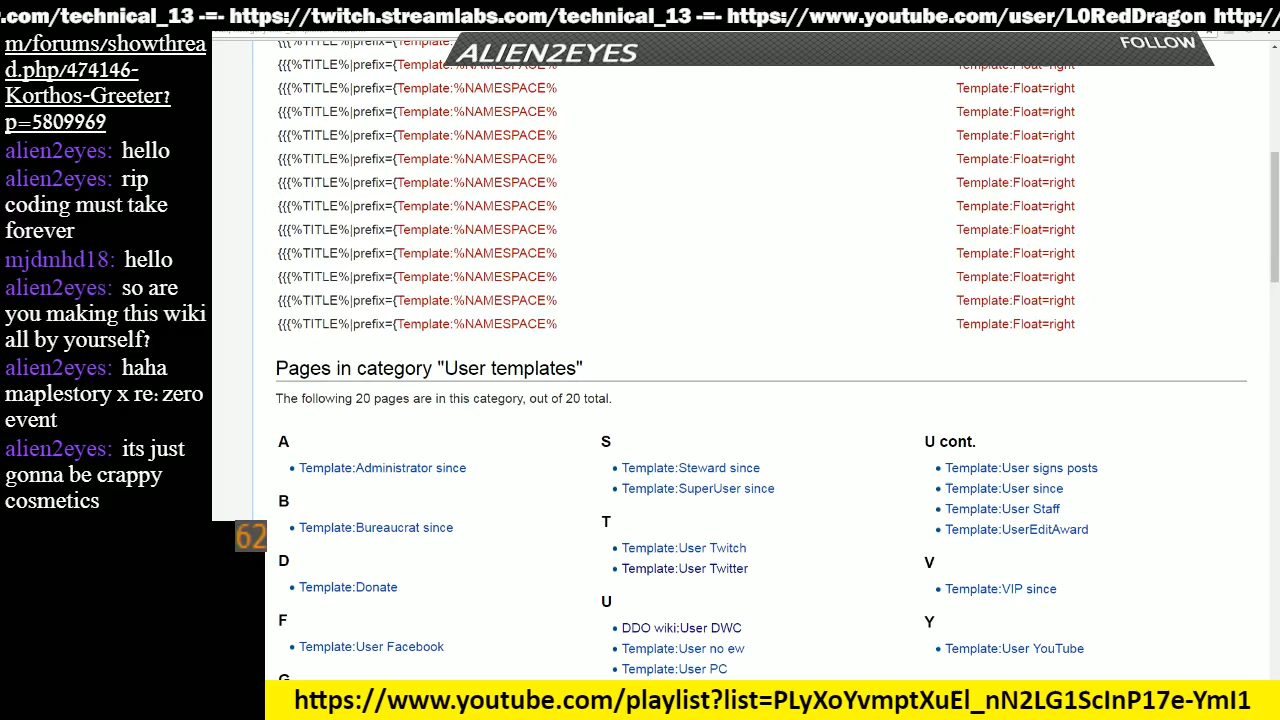 .com/technical_13 -=- https://twitch.streamlabs.com/technical_13 -=- https://www.youtube.com/user/L0RedDragon http:/
ALIEN2EYES
FOLLOW
m/forums/showthrea
d.php/474146-
Korthos-Greeter?
p=5809969
alien2eyes: hello
alien2eyes: rip
coding must take
forever
mjdmhd18: hello
alien2eyes: so are
you making this wiki
all by yourself?
alien2eyes: haha
maplestory x re: zero
event
alien2eyes: its just
gonna be crappy
cosmetics
62
{{{%TITLE%|prefix={Template:%NAMESPACE% Template:Float=right
{{{%TITLE%|prefix={Template:%NAMESPACE% Template:Float=right
{{{%TITLE%|prefix={Template:%NAMESPACE% Template:Float=right
{{{%TITLE%|prefix={Template:%NAMESPACE% Template:Float=right
{{{%TITLE%|prefix={Template:%NAMESPACE% Template:Float=right
{{{%TITLE%|prefix={Template:%NAMESPACE% Template:Float=right
{{{%TITLE%|prefix={Template:%NAMESPACE% Template:Float=right
{{{%TITLE%|prefix={Template:%NAMESPACE% Template:Float=right
{{{%TITLE%|prefix={Template:%NAMESPACE% Template:Float=right
{{{%TITLE%|prefix={Template:%NAMESPACE% Template:Float=right
{{{%TITLE%|prefix={Template:%NAMESPACE% Template:Float=right
{{{%TITLE%|prefix={Template:%NAMESPACE% Template:Float=right
Pages in category "User templates"
The following 20 pages are in this category, out of 20 total.
A
Template:Administrator since
B
Template:Bureaucrat since
D
Template:Donate
F
Template:User Facebook
S
Template:Steward since
Template:SuperUser since
T
Template:User Twitch
Template:User Twitter
U
DDO wiki:User DWC
Template:User no ew
Template:User PC
U cont.
Template:User signs posts
Template:User since
Template:User Staff
Template:UserEditAward
V
Template:VIP since
Y
Template:User YouTube
https://www.youtube.com/playlist?list=PLyXoYvmptXuEl_nN2LG1ScInP17e-YmI1